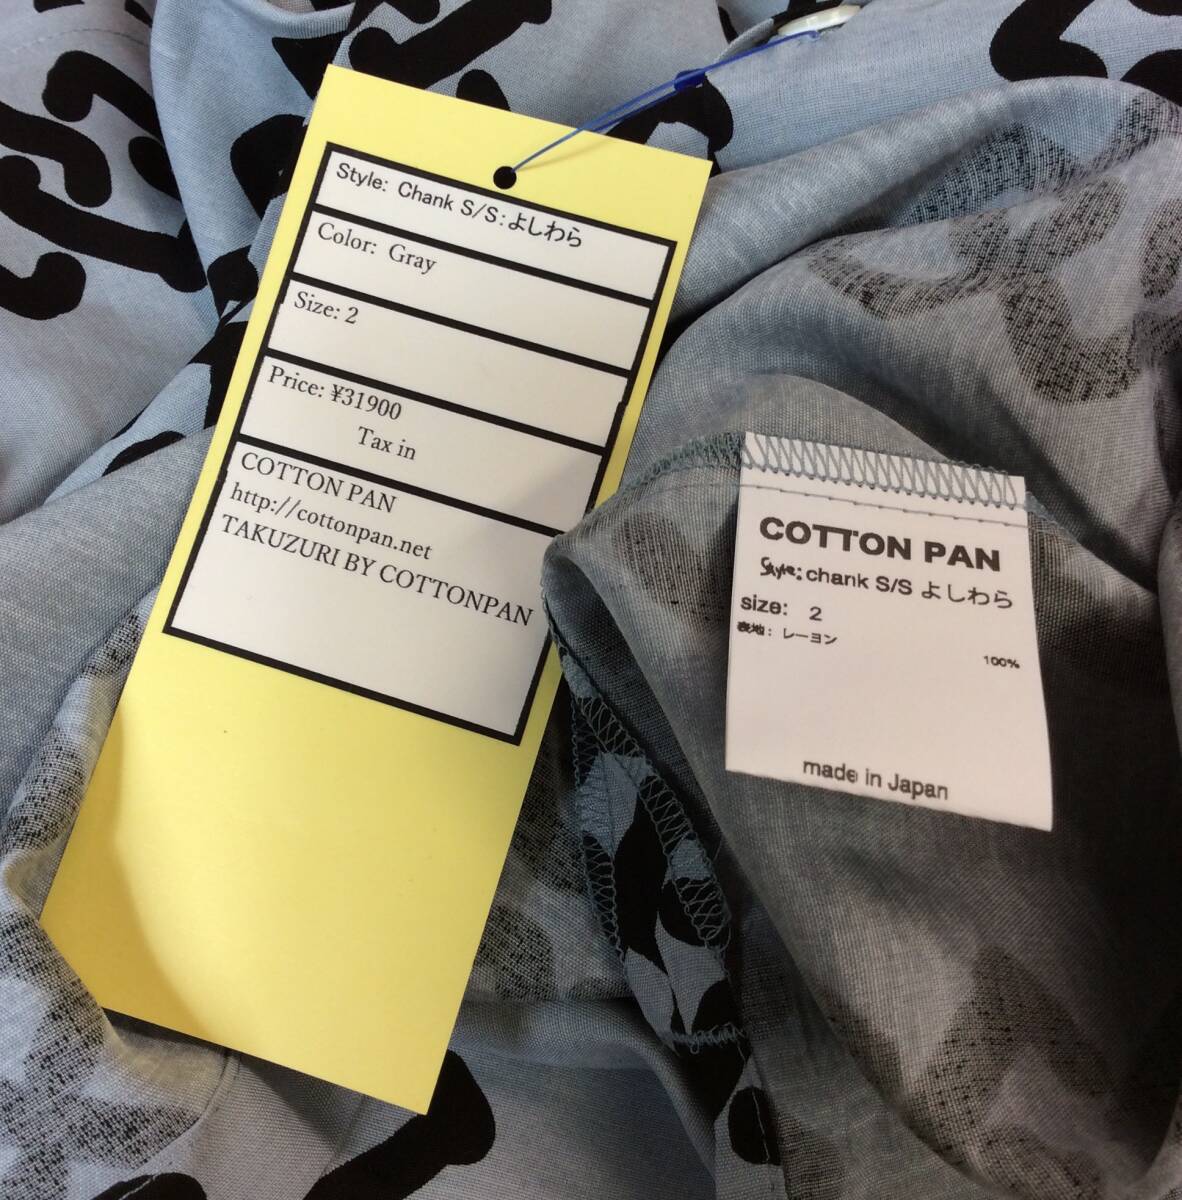 Style: Chank S/S:よしわら
Color: Gray
Size: 2
Price: ¥31900
Tax in
COTTON PAN
http://cottonpan.net
TAKUZURI BY COTTONPAN
COTTON PAN
Style: chank S/S よしわら
size: 2
表地: レーヨン
100%
made in Japan